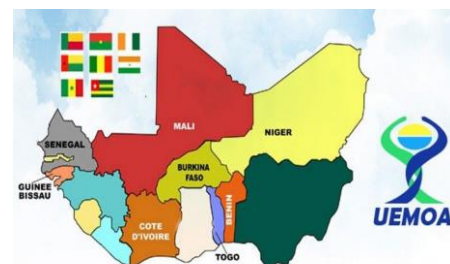 MALI
NIGER
SENEGAL
BURKINA
FASO
GUINEE
BISSAU
BENIN
UEMOA
COTE
D'IVOIRE
TOGO